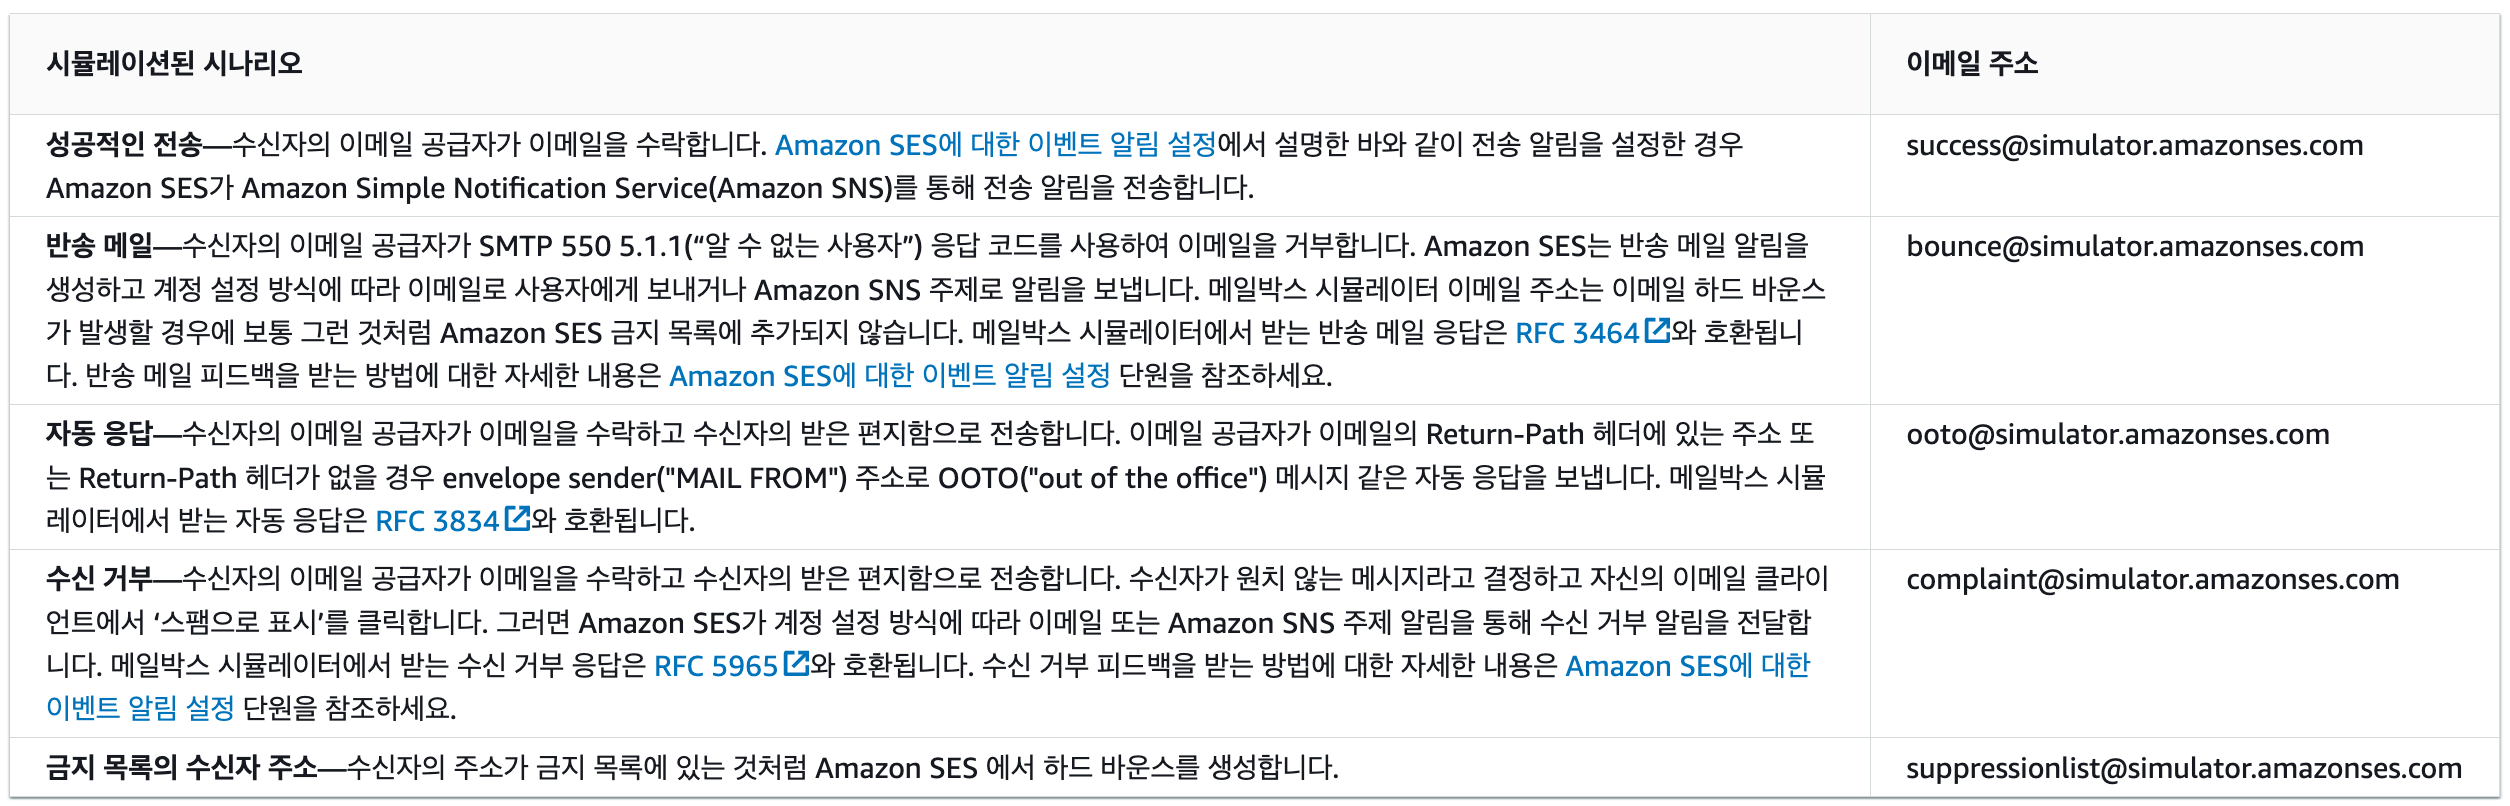 시뮬레이션된 시나리오
이메일 주소
성공적인 전송—수신자의 이메일 공급자가 이메일을 수락합니다. Amazon SES에 대한 이벤트 알림 설정에서 설명한 바와 같이 전송 알림을 설정한 경우
Amazon SES가 Amazon Simple Notification Service(Amazon SNS)를 통해 전송 알림을 전송합니다.
success@simulator.amazonses.com
반송 메일—수신자의 이메일 공급자가 SMTP 550 5.1.1(“알 수 없는 사용자”) 응답 코드를 사용하여 이메일을 거부합니다. Amazon SES는 반송 메일 알림을
생성하고 계정 설정 방식에 따라 이메일로 사용자에게 보내거나 Amazon SNS 주제로 알림을 보냅니다. 메일박스 시뮬레이터 이메일 주소는 이메일 하드 바운스
가 발생할 경우에 보통 그런 것처럼 Amazon SES 금지 목록에 추가되지 않습니다. 메일박스 시뮬레이터에서 받는 반송 메일 응답은 RFC 3464와 호환됩니
다. 반송 메일 피드백을 받는 방법에 대한 자세한 내용은 Amazon SES에 대한 이벤트 알림 설정 단원을 참조하세요.
bounce@simulator.amazonses.com
자동 응답—수신자의 이메일 공급자가 이메일을 수락하고 수신자의 받은 편지함으로 전송합니다. 이메일 공급자가 이메일의 Return-Path 헤더에 있는 주소 또
는 Return-Path 헤더가 없을 경우 envelope sender("MAIL FROM") 주소로 OOTO("out of the office") 메시지 같은 자동 응답을 보냅니다. 메일박스 시뮬
레이터에서 받는 자동 응답은 RFC 3834와 호환됩니다.
ooto@simulator.amazonses.com
수신 거부—수신자의 이메일 공급자가 이메일을 수락하고 수신자의 받은 편지함으로 전송합니다. 수신자가 원치 않는 메시지라고 결정하고 자신의 이메일 클라이
언트에서 ‘스팸으로 표시’를 클릭합니다. 그러면 Amazon SES가 계정 설정 방식에 따라 이메일 또는 Amazon SNS 주제 알림을 통해 수신 거부 알림을 전달합
니다. 메일박스 시뮬레이터에서 받는 수신 거부 응답은 RFC 5965와 호환됩니다. 수신 거부 피드백을 받는 방법에 대한 자세한 내용은 Amazon SES에 대한
이벤트 알림 설정 단원을 참조하세요.
complaint@simulator.amazonses.com
금지 목록의 수신자 주소—수신자의 주소가 금지 목록에 있는 것처럼 Amazon SES 에서 하드 바운스를 생성합니다.
suppressionlist@simulator.amazonses.com